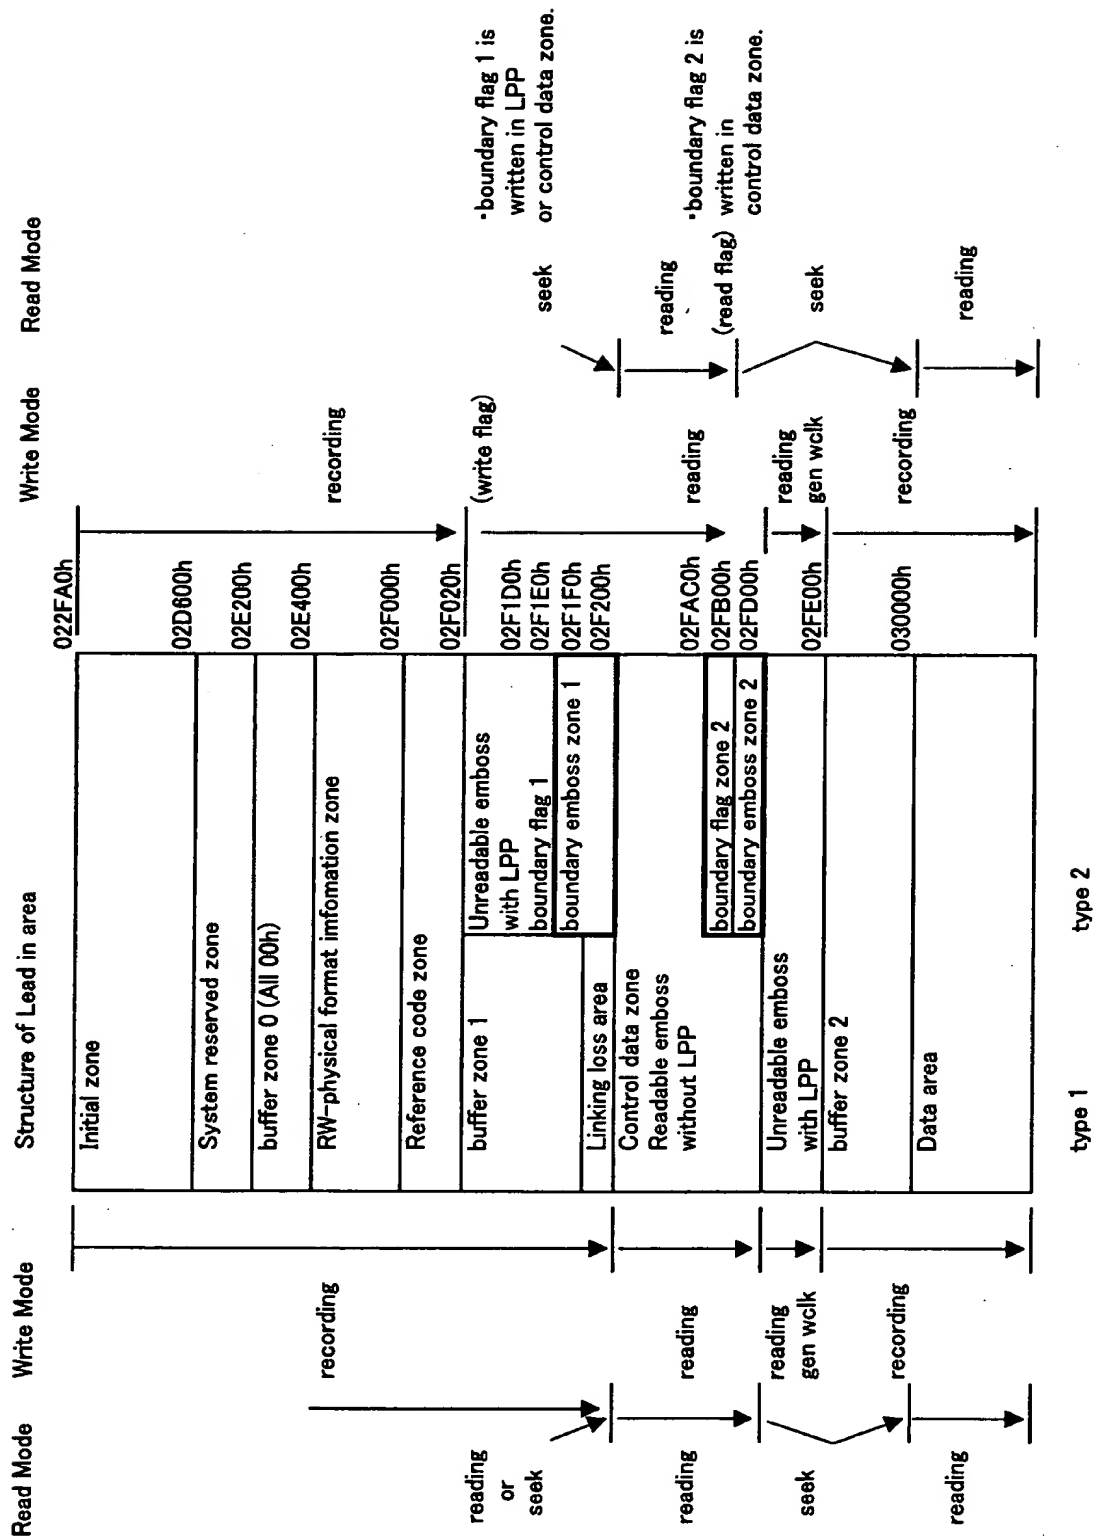 Structure of Lead in area
Read Mode
Write Mode
Write Mode
Read Mode
Initial zone
System reserved zone
buffer zone 0 (All 00h)
RW-physical format imfomation zone
Reference code zone
buffer zone 1
Linking loss area
Control data zone
Readable emboss
without LPP
Unreadable emboss
with LPP
buffer zone 2
Data area
Unreadable emboss
with LPP
boundary flag 1
boundary emboss zone 1
boundary flag zone 2
boundary emboss zone 2
022FA0h
02D600h
02E200h
02E400h
02F000h
02F020h
02F1D0h
02F1E0h
02F1F0h
02F200h
02FAC0h
02FB00h
02FD00h
02FE00h
030000h
type 1
type 2
reading
or
seek
reading
seek
reading
recording
reading
reading
gen wclk
recording
recording
(write flag)
reading
reading
gen wclk
recording
seek
reading
(read flag)
seek
reading
・boundary flag 1 is
written in LPP
or control data zone.
・boundary flag 2 is
written in
control data zone.